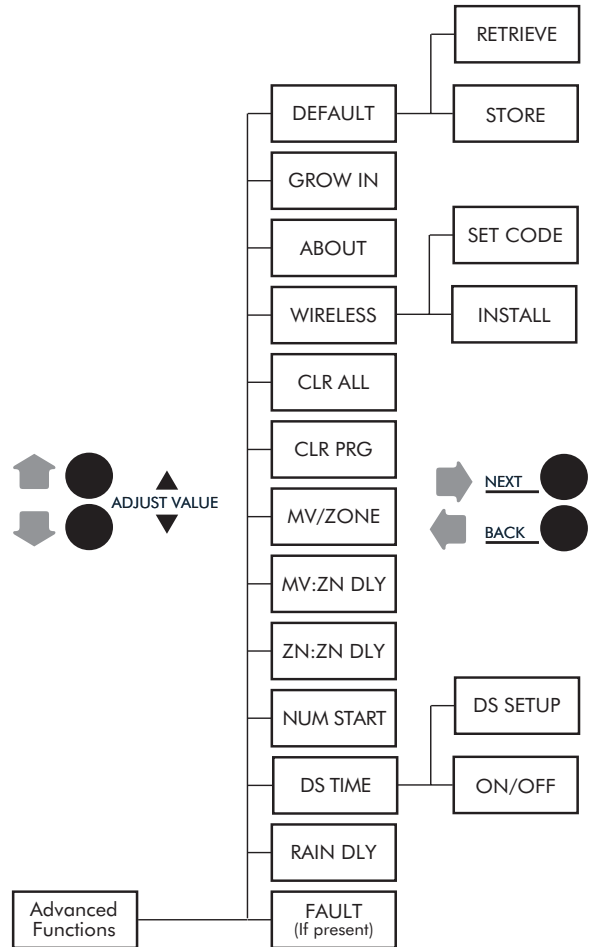 RETRIEVE
DEFAULT
STORE
GROW IN
ABOUT
SET CODE
WIRELESS
INSTALL
CLR ALL
CLR PRG
ADJUST VALUE
MV/ZONE
NEXT
BACK
MV:ZN DLY
ZN:ZN DLY
NUM START
DS SETUP
DS TIME
ON/OFF
RAIN DLY
Advanced
Functions
FAULT
(If present)